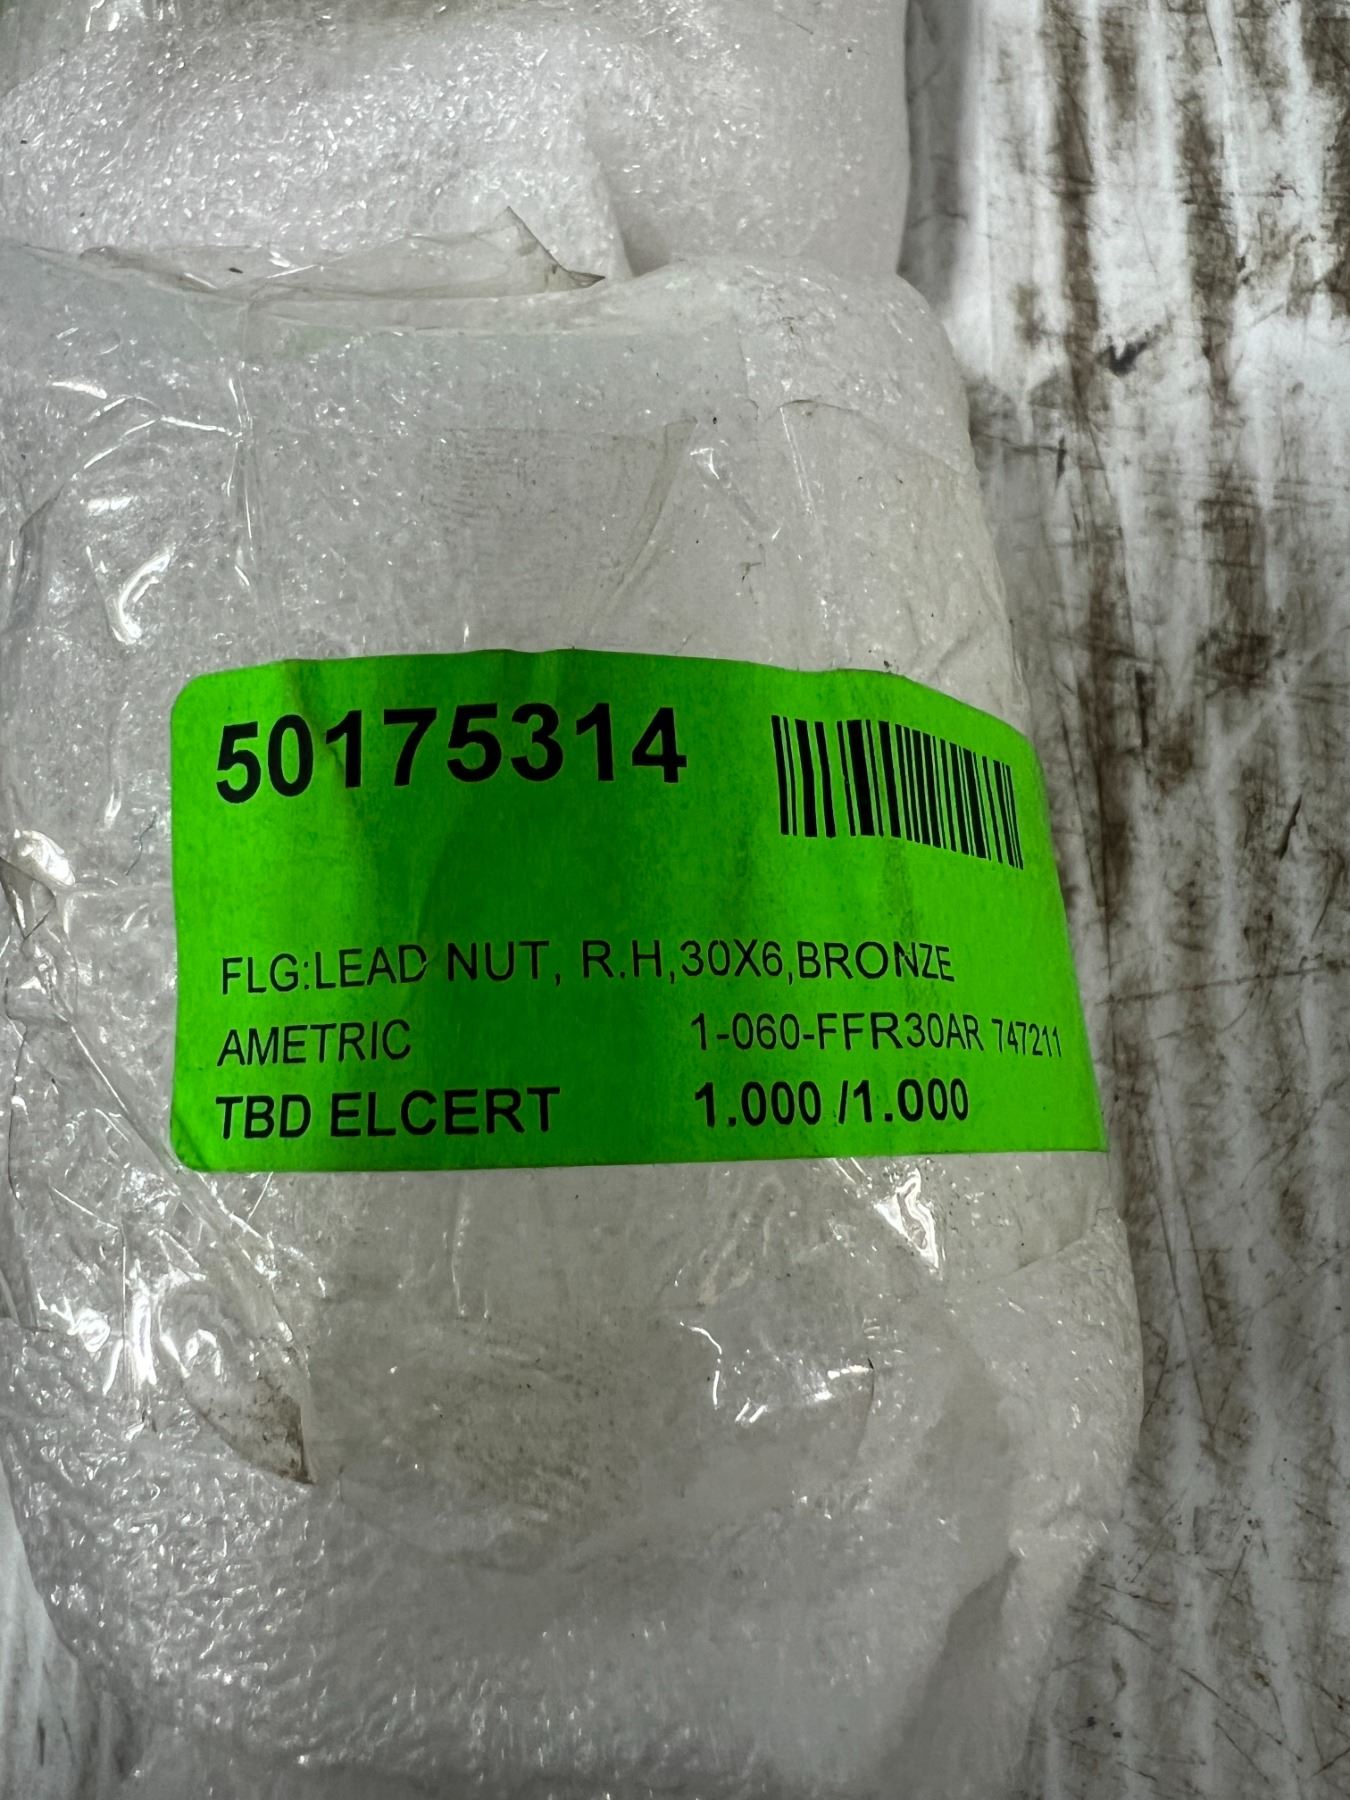 50175314
FLG:LEAD NUT, R.H,30X6,BRONZE
AMETRIC 1-060-FFR30AR 747211
TBD ELCERT 1.000 /1.000